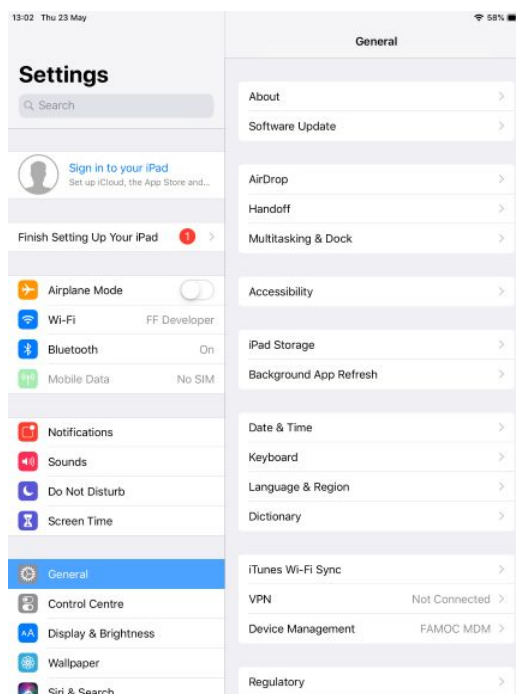 13:02 Thu 23 May
58%
Settings
Search
Sign in to your iPad
Set up iCloud, the App Store and...
Finish Setting Up Your iPad 1
Airplane Mode
Wi-Fi FF Developer
Bluetooth On
Mobile Data No SIM
Notifications
Sounds
Do Not Disturb
Screen Time
General
Control Centre
AA Display & Brightness
Wallpaper
Siri & Search
General
About
Software Update
AirDrop
Handoff
Multitasking & Dock
Accessibility
iPad Storage
Background App Refresh
Date & Time
Keyboard
Language & Region
Dictionary
iTunes Wi-Fi Sync
VPN Not Connected
Device Management FAMOC MDM
Regulatory